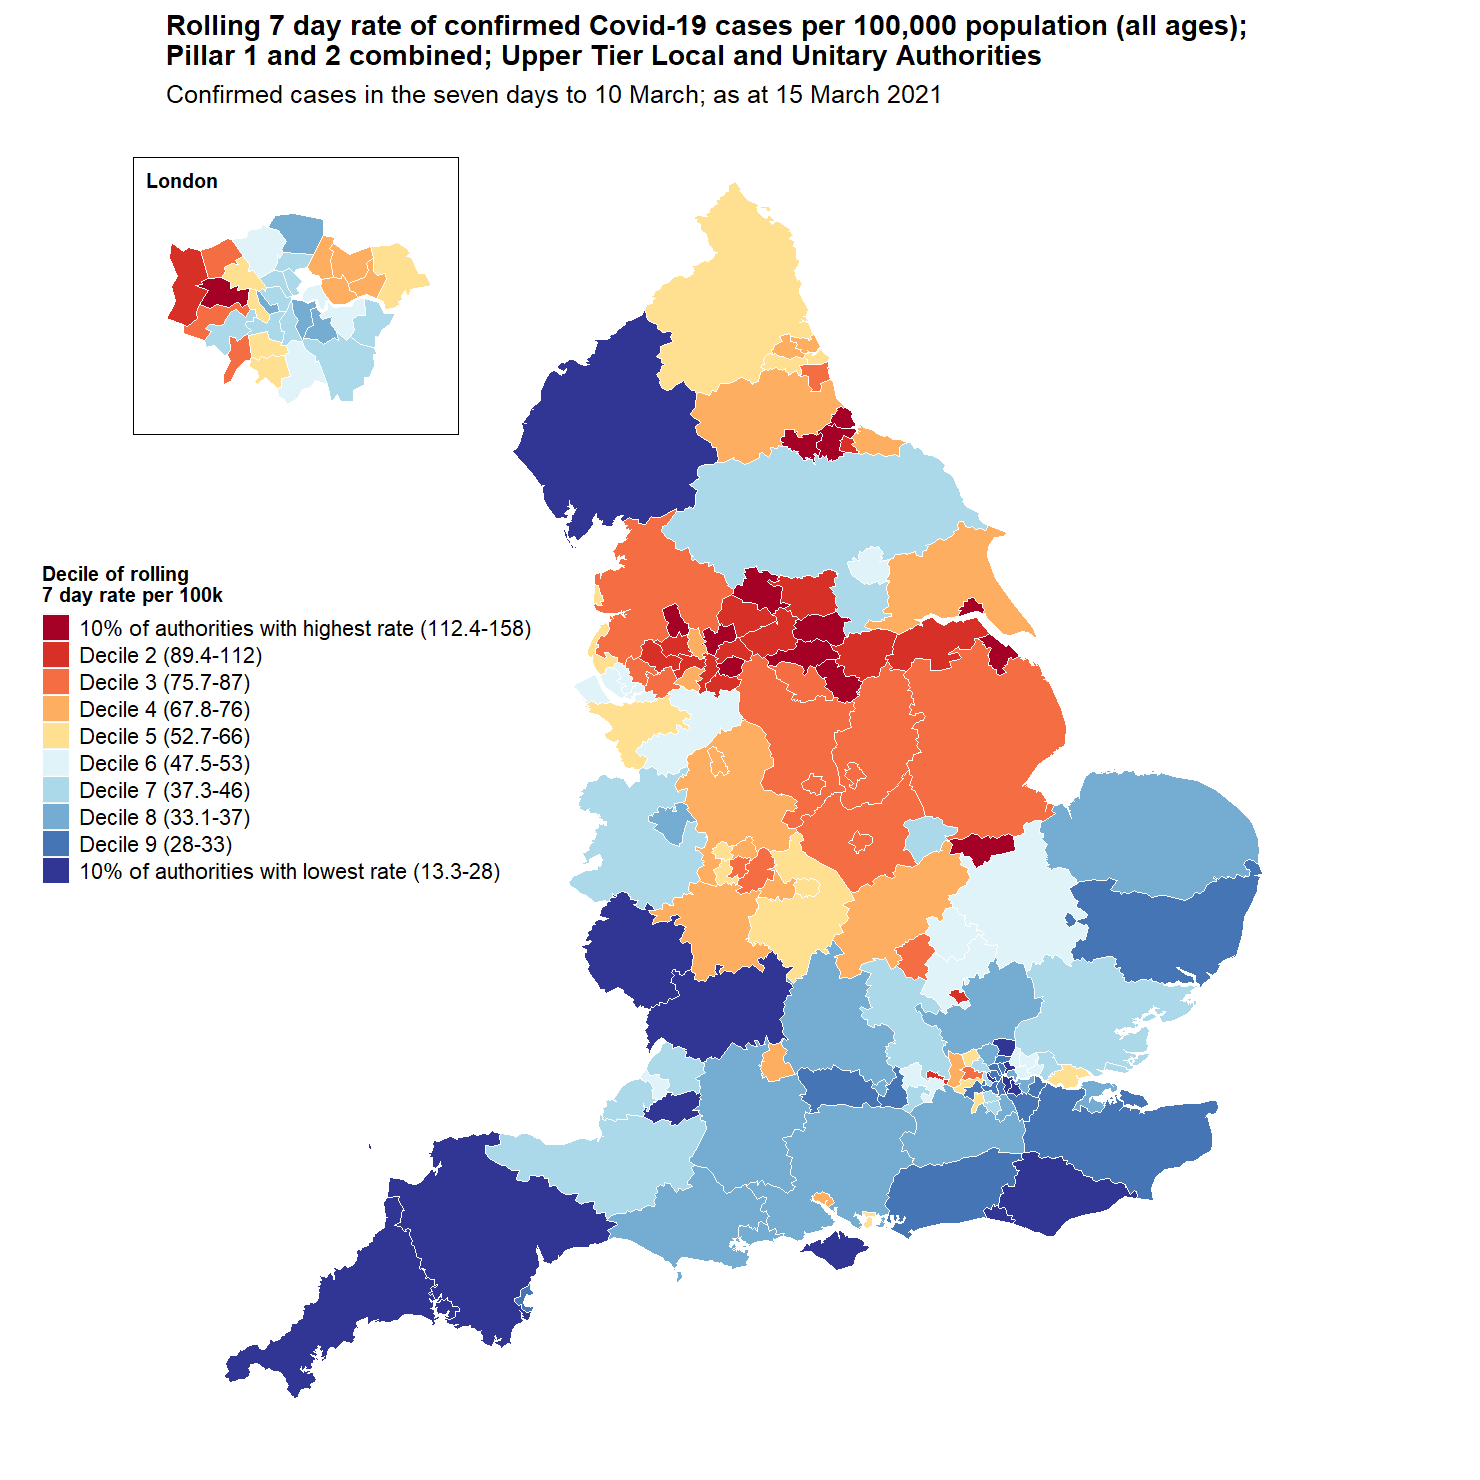 Rolling 7 day rate of confirmed Covid-19 cases per 100,000 population (all ages);
Pillar 1 and 2 combined; Upper Tier Local and Unitary Authorities
Confirmed cases in the seven days to 10 March; as at 15 March 2021
London
Decile of rolling
7 day rate per 100k
10% of authorities with highest rate (112.4-158)
Decile 2 (89.4-112)
Decile 3 (75.7-87)
Decile 4 (67.8-76)
Decile 5 (52.7-66)
Decile 6 (47.5-53)
Decile 7 (37.3-46)
Decile 8 (33.1-37)
Decile 9 (28-33)
10% of authorities with lowest rate (13.3-28)